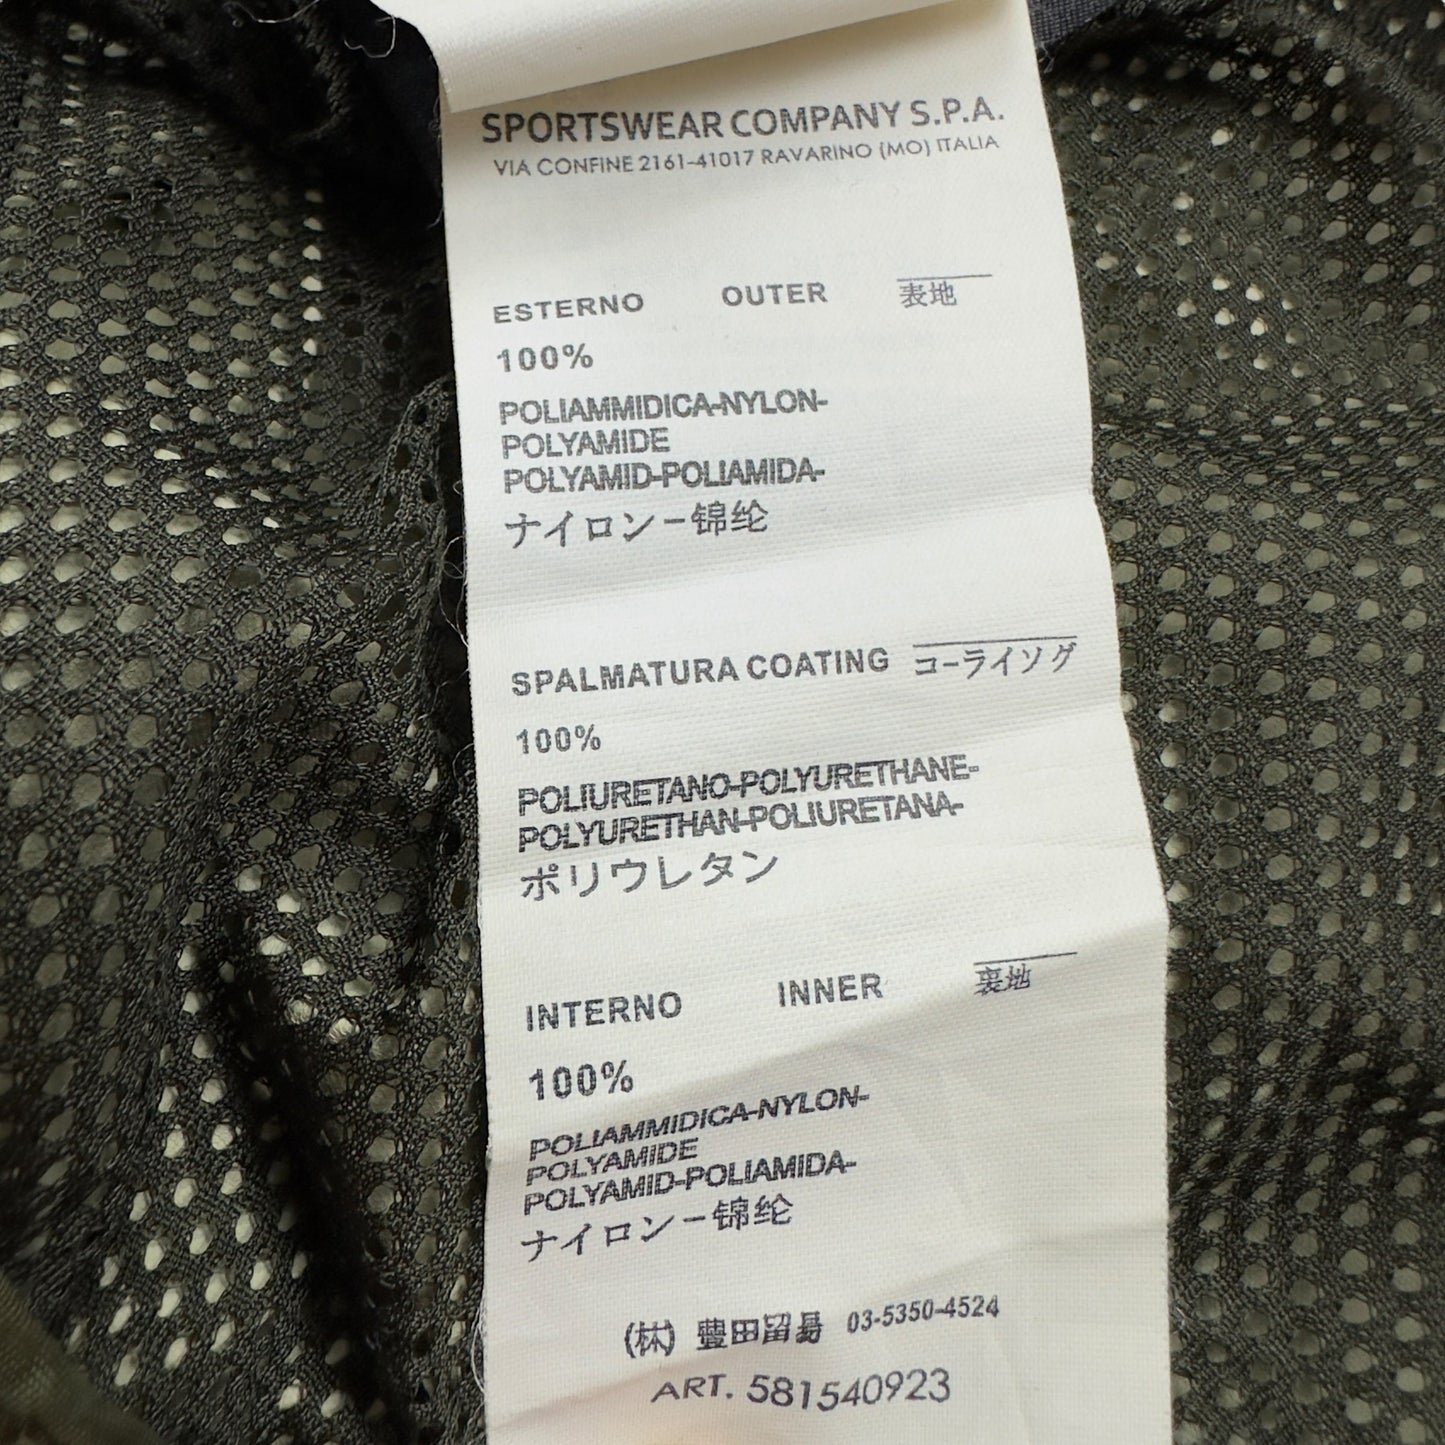 SPORTSWEAR COMPANY S.P.A.
VIA CONFINE 2161-41017 RAVARINO (MO) ITALIA
ESTERNO OUTER 表地
100%
POLIAMMIDICA-NYLON-
POLYAMIDE
POLYAMID-POLIAMIDA-
ナイロン－锦纶
SPALMATURA COATING コーライソグ
100%
POLIURETANO-POLYURETHANE-
POLYURETHAN-POLIURETANA-
ポリウレタン
INTERNO INNER 裏地
100%
POLIAMMIDICA-NYLON-
POLYAMIDE
POLYAMID-POLIAMIDA-
ナイロン－锦纶
(株) 豊田留易 03-5350-4524
ART. 581540923